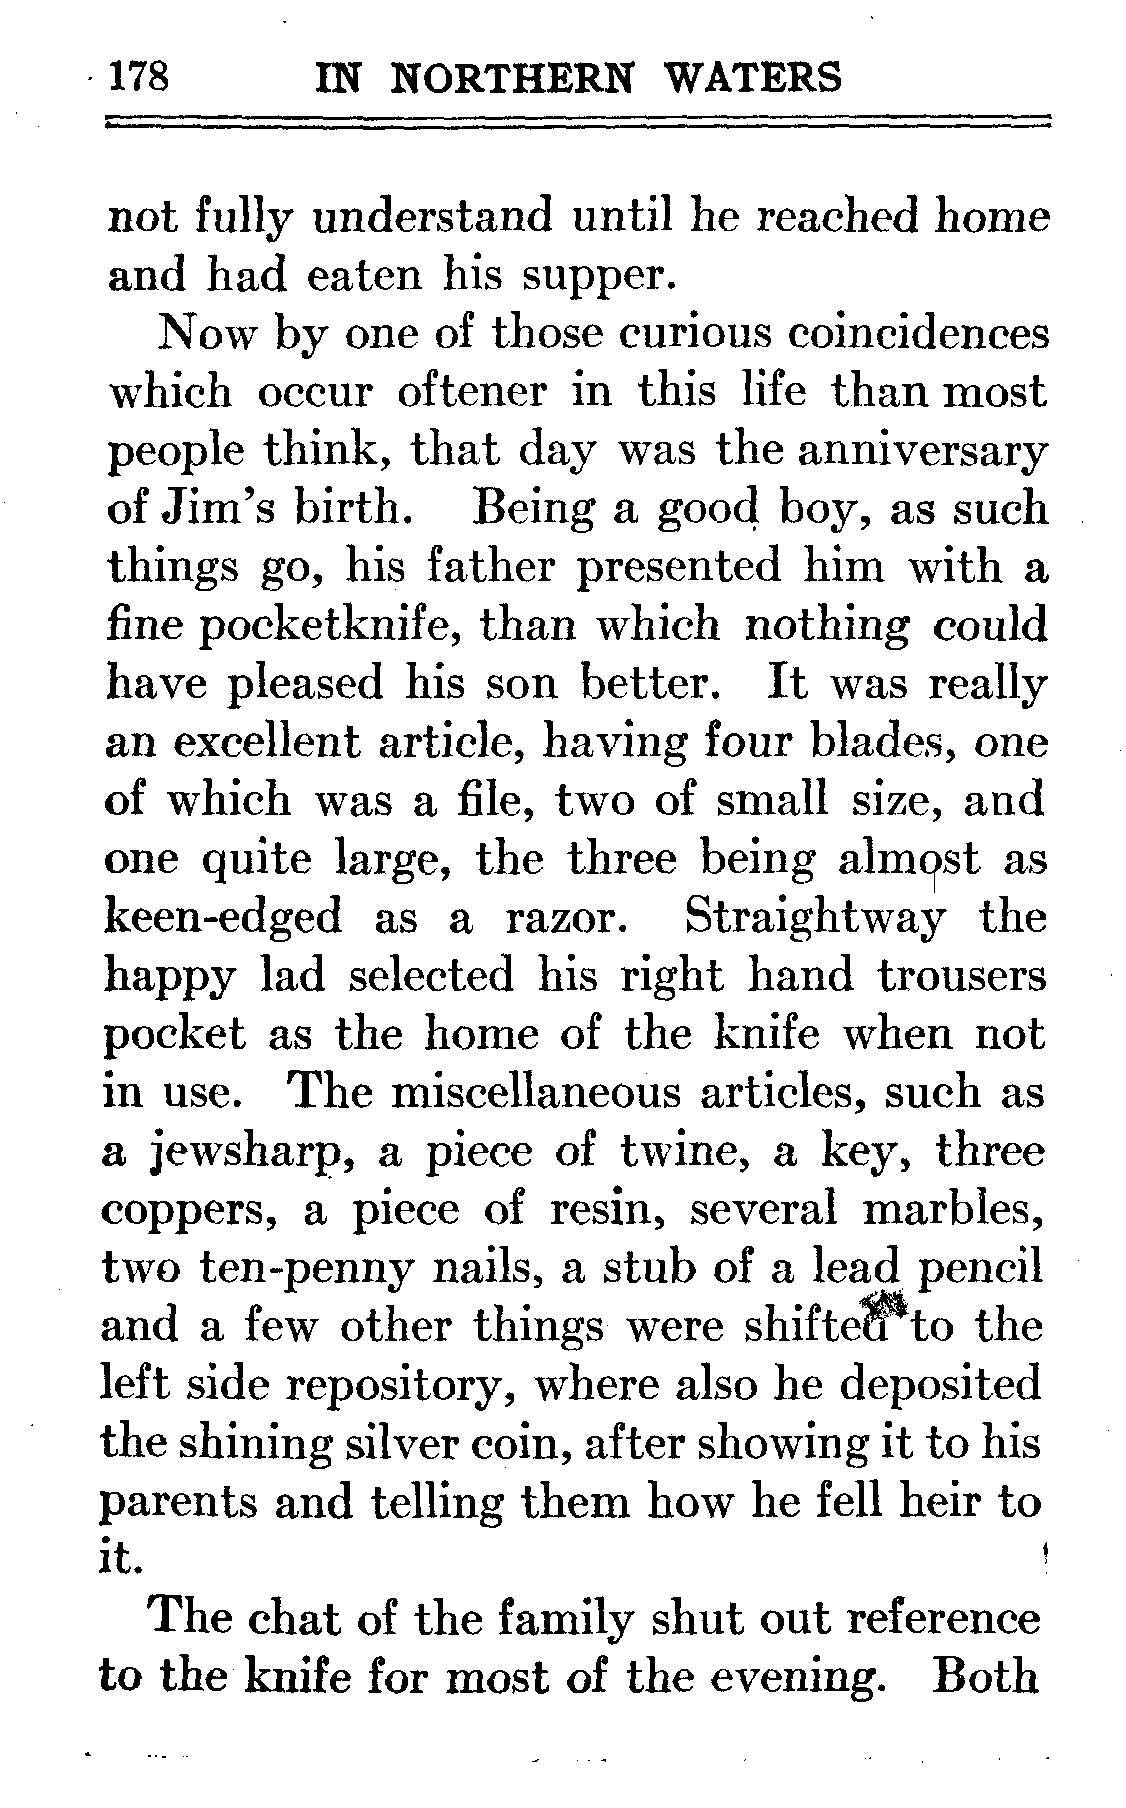 178 IN NORTHERN WATERS
not fully understand until he reached home
and had eaten his supper.
Now by one of those curious coincidences
which occur oftener in this life than most
people think, that day was the anniversary
of Jim's birth. Being a good boy, as such
things go, his father presented him with a
fine pocketknife, than which nothing could
have pleased his son better. It was really
an excellent article, having four blades, one
of which was a file, two of small size, and
one quite large, the three being almost as
keen-edged as a razor. Straightway the
happy lad selected his right hand trousers
pocket as the home of the knife when not
in use. The miscellaneous articles, such as
a jewsharp, a piece of twine, a key, three
coppers, a piece of resin, several marbles,
two ten-penny nails, a stub of a lead pencil
and a few other things were shifted to the
left side repository, where also he deposited
the shining silver coin, after showing it to his
parents and telling them how he fell heir to
it.
The chat of the family shut out reference
to the knife for most of the evening. Both